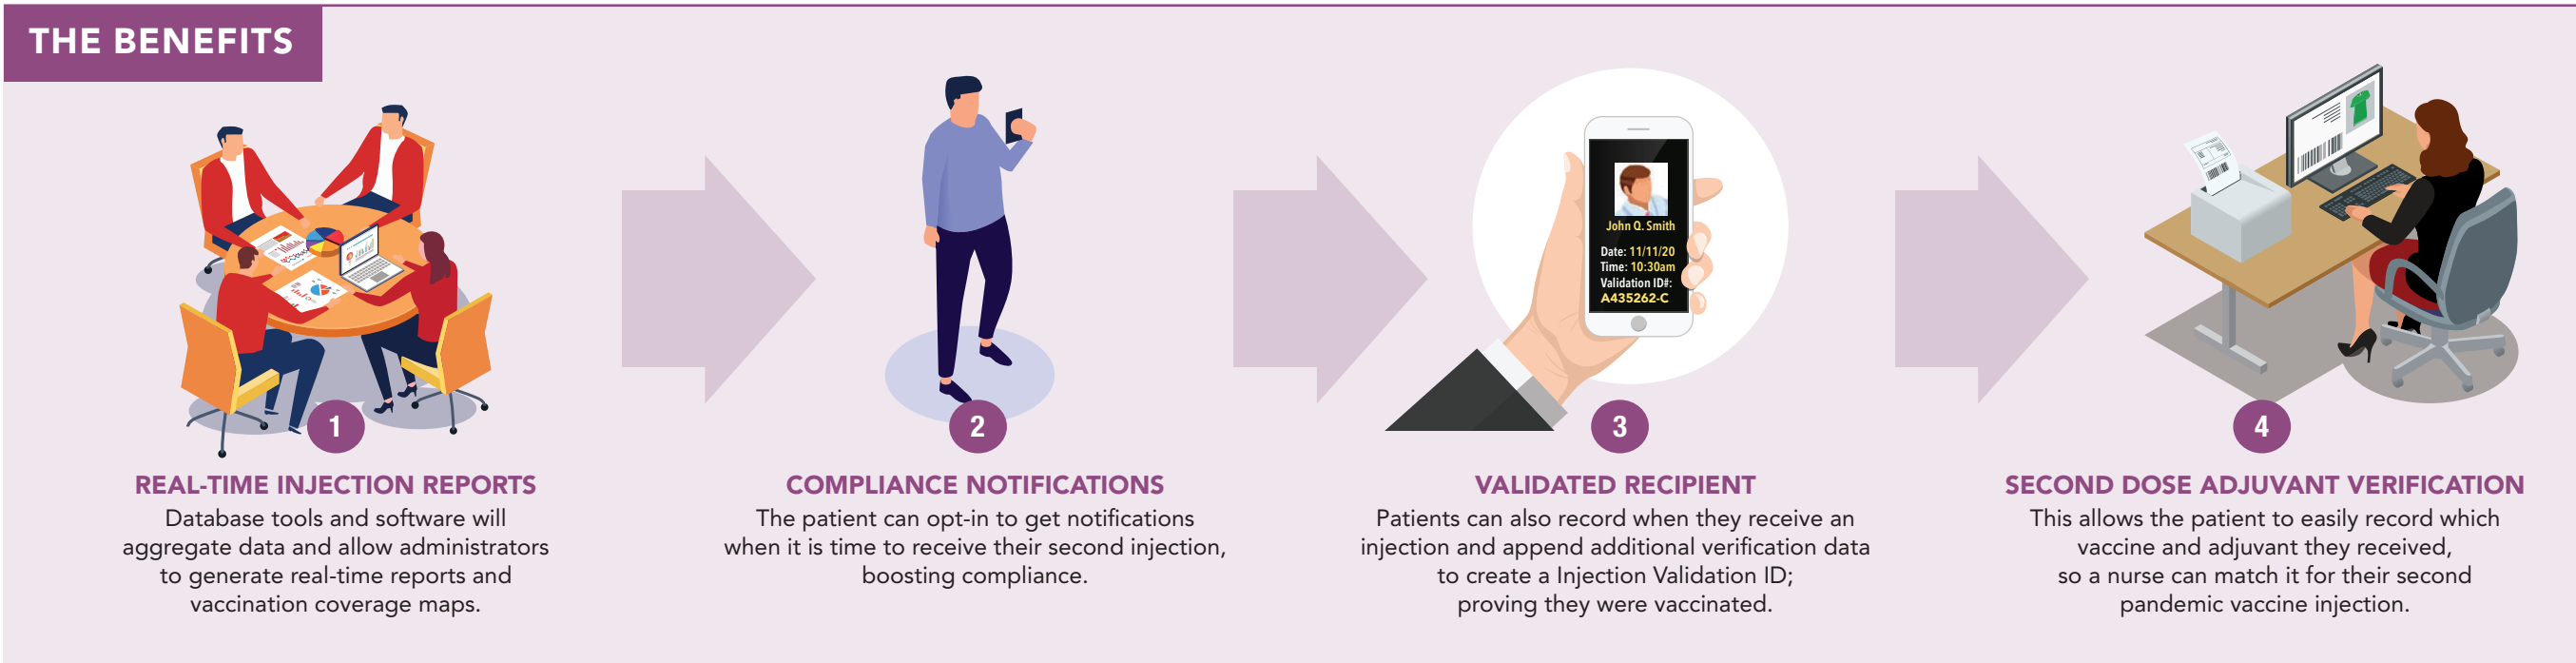 THE BENEFITS
John Q. Smith
Date: 11/11/20
Time: 10:30am
Validation ID#:
A435262-C
1
REAL-TIME INJECTION REPORTS
Database tools and software will
aggregate data and allow administrators
to generate real-time reports and
vaccination coverage maps.
2
COMPLIANCE NOTIFICATIONS
The patient can opt-in to get notifications
when it is time to receive their second injection,
boosting compliance.
3
VALIDATED RECIPIENT
Patients can also record when they receive an
injection and append additional verification data
to create a Injection Validation ID;
proving they were vaccinated.
4
SECOND DOSE ADJUVANT VERIFICATION
This allows the patient to easily record which
vaccine and adjuvant they received,
so a nurse can match it for their second
pandemic vaccine injection.